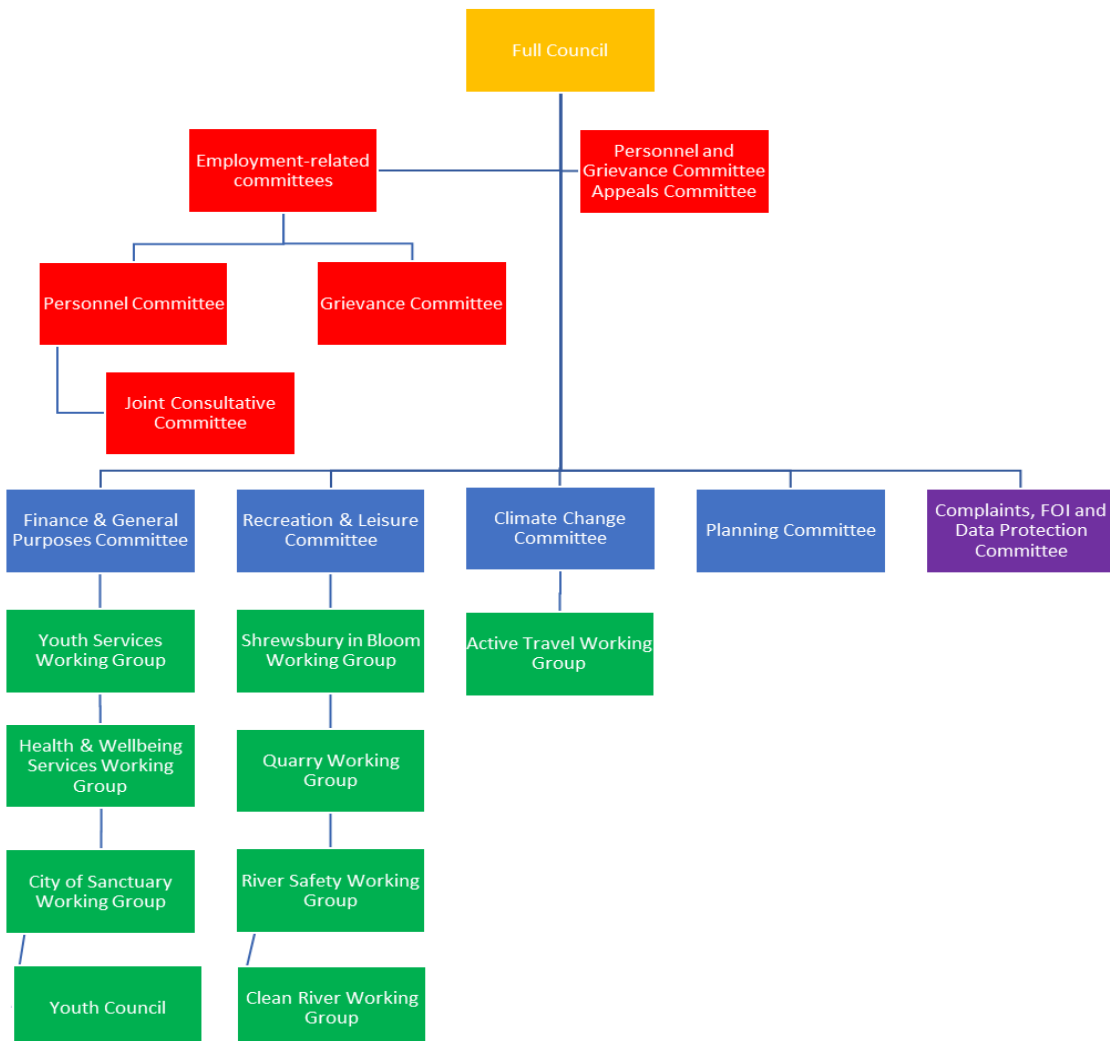 Full Council
Employment-related
committees
Personnel and
Grievance Committee
Appeals Committee
Personnel Committee
Grievance Committee
Joint Consultative
Committee
Finance & General
Purposes Committee
Recreation & Leisure
Committee
Climate Change
Committee
Planning Committee
Complaints, FOI and
Data Protection
Committee
Youth Services
Working Group
Shrewsbury in Bloom
Working Group
Active Travel Working
Group
Health & Wellbeing
Services Working
Group
Quarry Working
Group
City of Sanctuary
Working Group
River Safety Working
Group
Youth Council
Clean River Working
Group